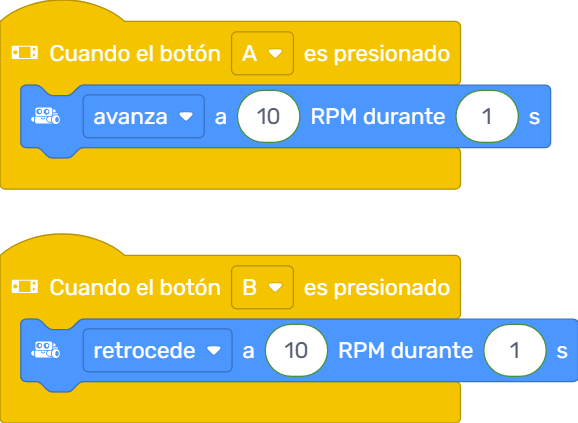 Cuando el botón A es presionado
avanza a 10 RPM durante 1 s
Cuando el botón B es presionado
retrocede a 10 RPM durante 1 s